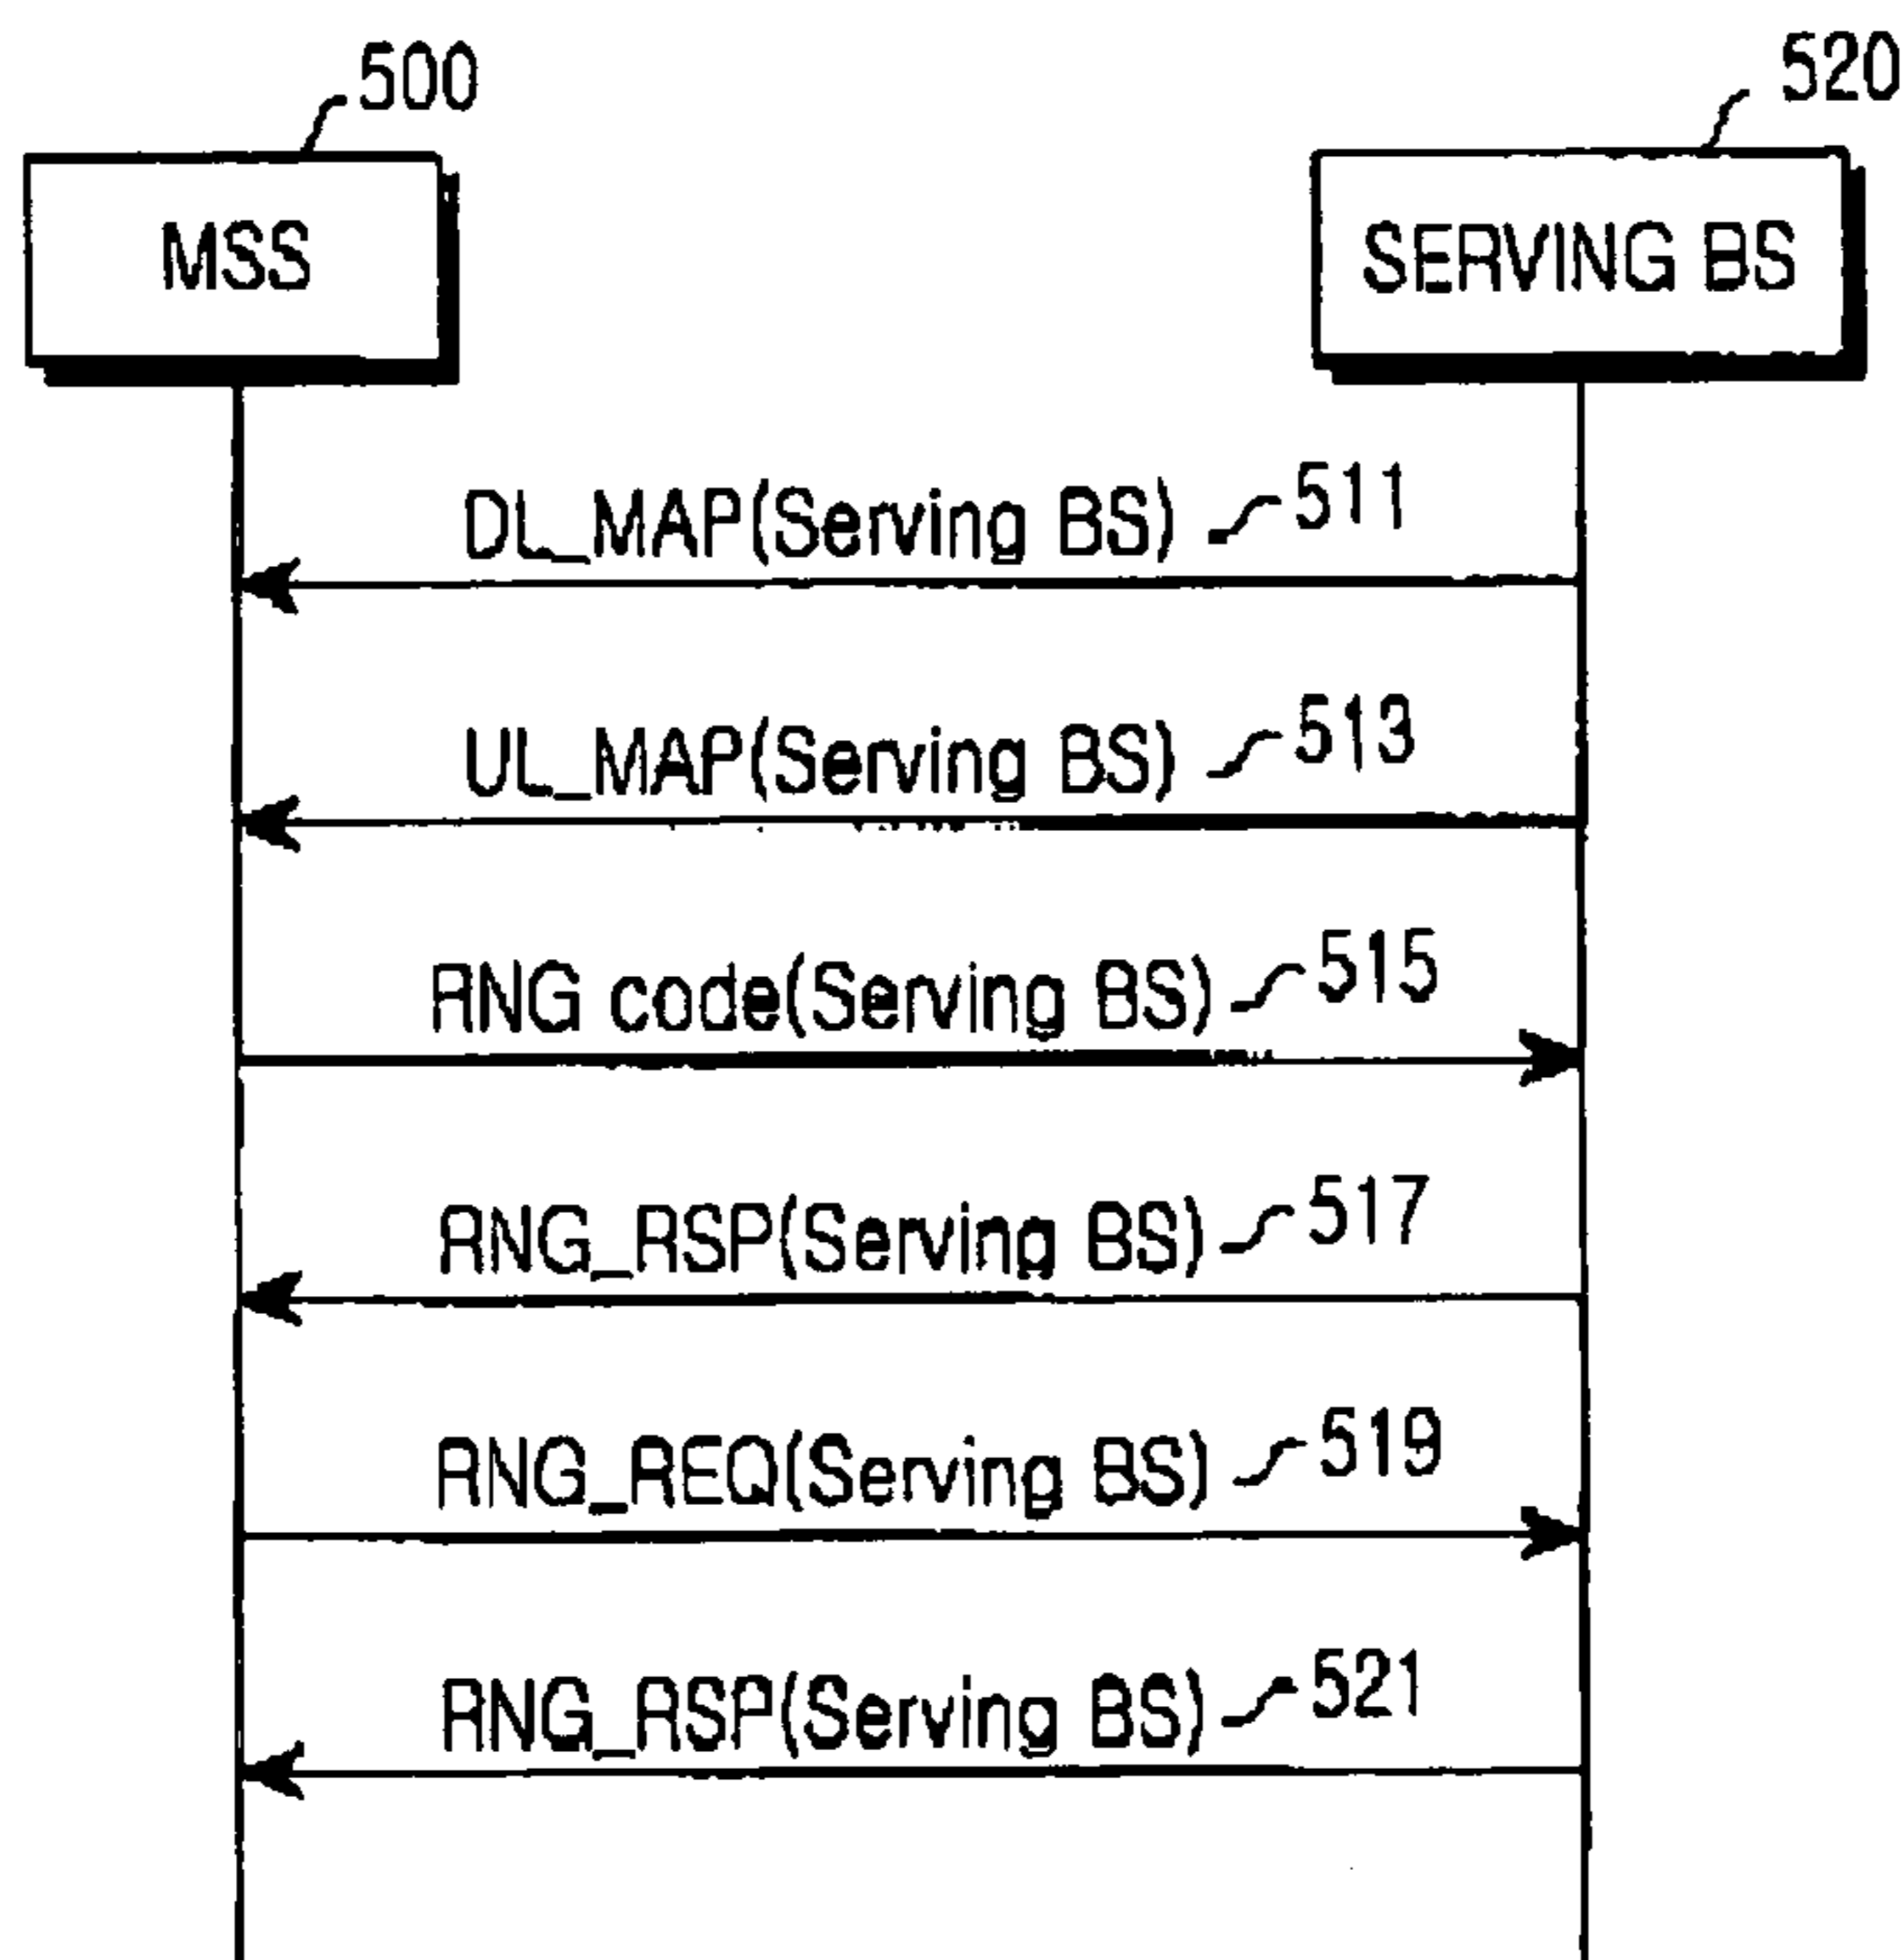 500
520
MSS
SERVING BS
DL_MAP(Serving BS) 511
UL_MAP(Serving BS) 513
RNG code(Serving BS) 515
RNG_RSP(Serving BS) 517
RNG_REQ(Serving BS) 519
RNG_RSP(Serving BS) 521